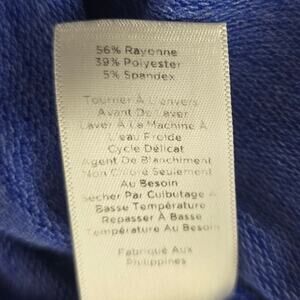 56% Rayonne
39% Polyester
5% Spandex
Tourner À L'envers
Avant De Laver
Laver À La Machine À
L'eau Froide
Cycle Délicat
Agent De Blanchiment
Non Chloré Seulement
Au Besoin
Sécher Par Culbutage À
Basse Température
Repasser À Basse
Température Au Besoin
Fabriqué Aux
Philippines